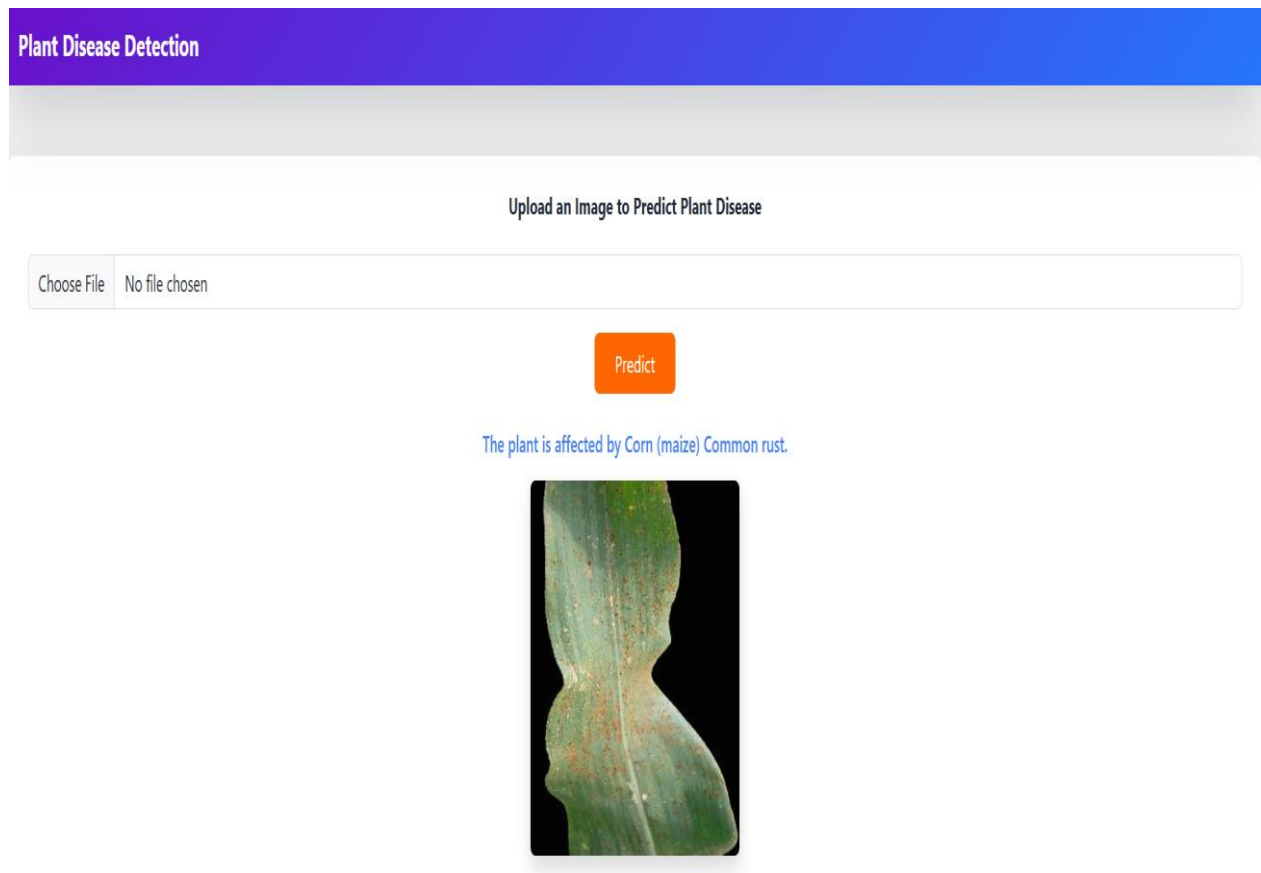 Plant Disease Detection
Upload an Image to Predict Plant Disease
Choose File No file chosen
Predict
The plant is affected by Corn (maize) Common rust.